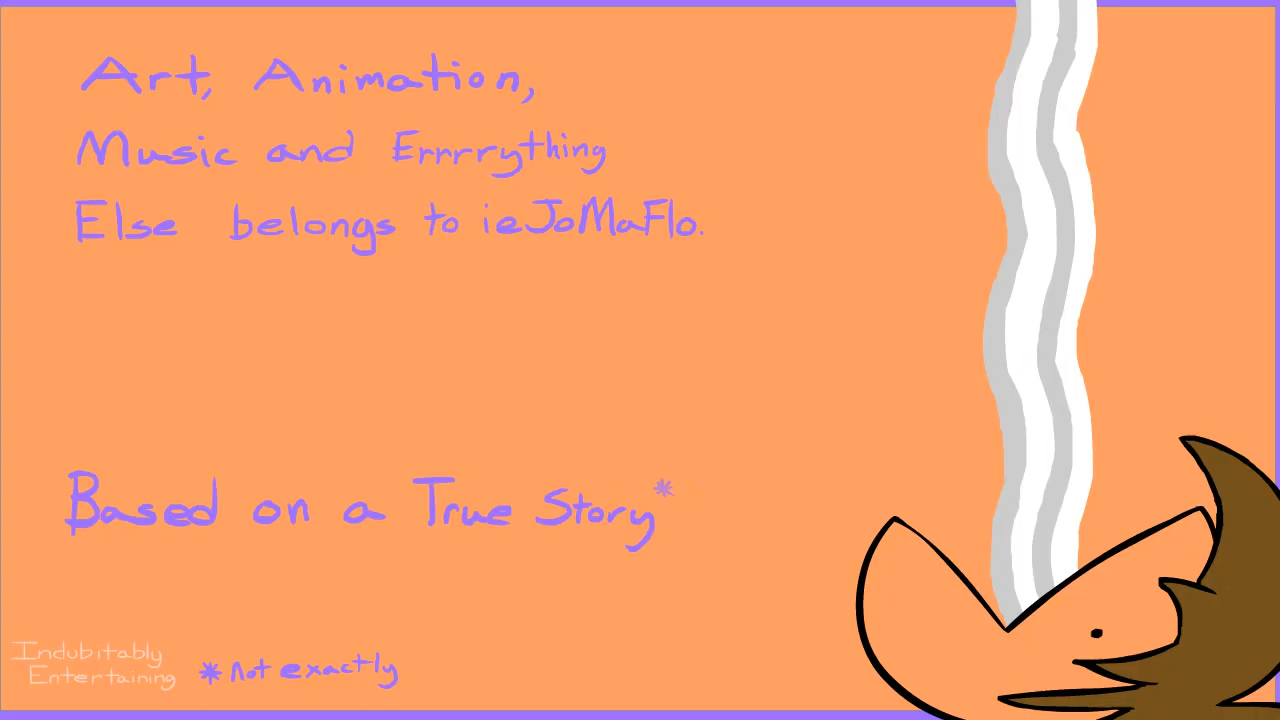 Art, Animation,
Music and Errrrything
Else belongs to ieJoMaFlo.
Based on a True Story*
Indubitably
Entertaining
*not exactly